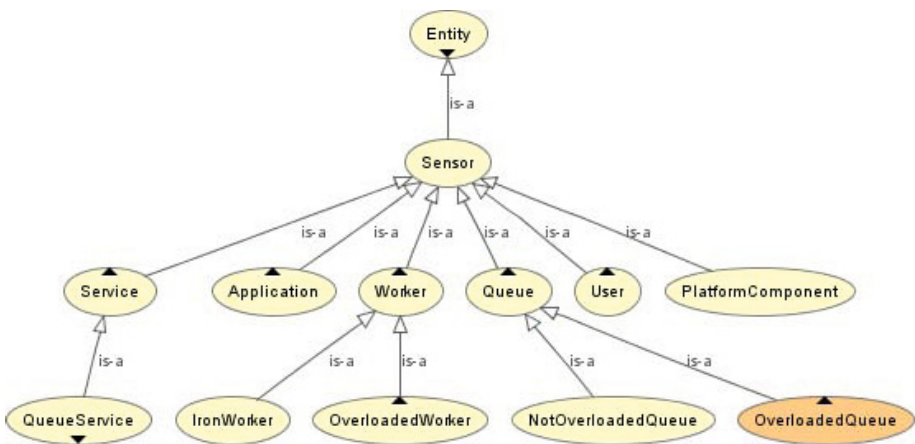 Entity
is-a
Sensor
is-a is-a is-a is-a is-a is-a
Service Application Worker Queue User PlatformComponent
is-a is-a is-a is-a is-a
QueueService IronWorker OverloadedWorker NotOverloadedQueue OverloadedQueue